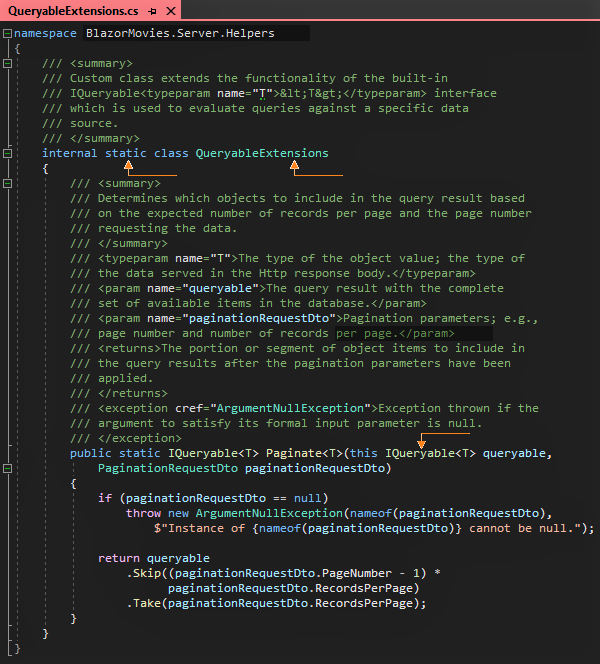 QueryableExtensions.cs
namespace BlazorMovies.Server.Helpers
{
/// <summary>
/// Custom class extends the functionality of the built-in
/// IQueryable<typeparam name="T">&lt;T&gt;</typeparam> interface
/// which is used to evaluate queries against a specific data
/// source.
/// </summary>
internal static class QueryableExtensions
{
/// <summary>
/// Determines which objects to include in the query result based
/// on the expected number of records per page and the page number
/// requesting the data.
/// </summary>
/// <typeparam name="T">The type of the object value; the type of
/// the data served in the Http response body.</typeparam>
/// <param name="queryable">The query result with the complete
/// set of available items in the database.</param>
/// <param name="paginationRequestDto">Pagination parameters; e.g.,
/// page number and number of records per page.</param>
/// <returns>The portion or segment of object items to include in
/// the query results after the pagination parameters have been
/// applied.
/// </returns>
/// <exception cref="ArgumentNullException">Exception thrown if the
/// argument to satisfy its formal input parameter is null.
/// </exception>
public static IQueryable<T> Paginate<T>(this IQueryable<T> queryable,
PaginationRequestDto paginationRequestDto)
{
if (paginationRequestDto == null)
throw new ArgumentNullException(nameof(paginationRequestDto),
$"Instance of {nameof(paginationRequestDto)} cannot be null.");
return queryable
.Skip((paginationRequestDto.PageNumber - 1) *
paginationRequestDto.RecordsPerPage)
.Take(paginationRequestDto.RecordsPerPage);
}
}
}